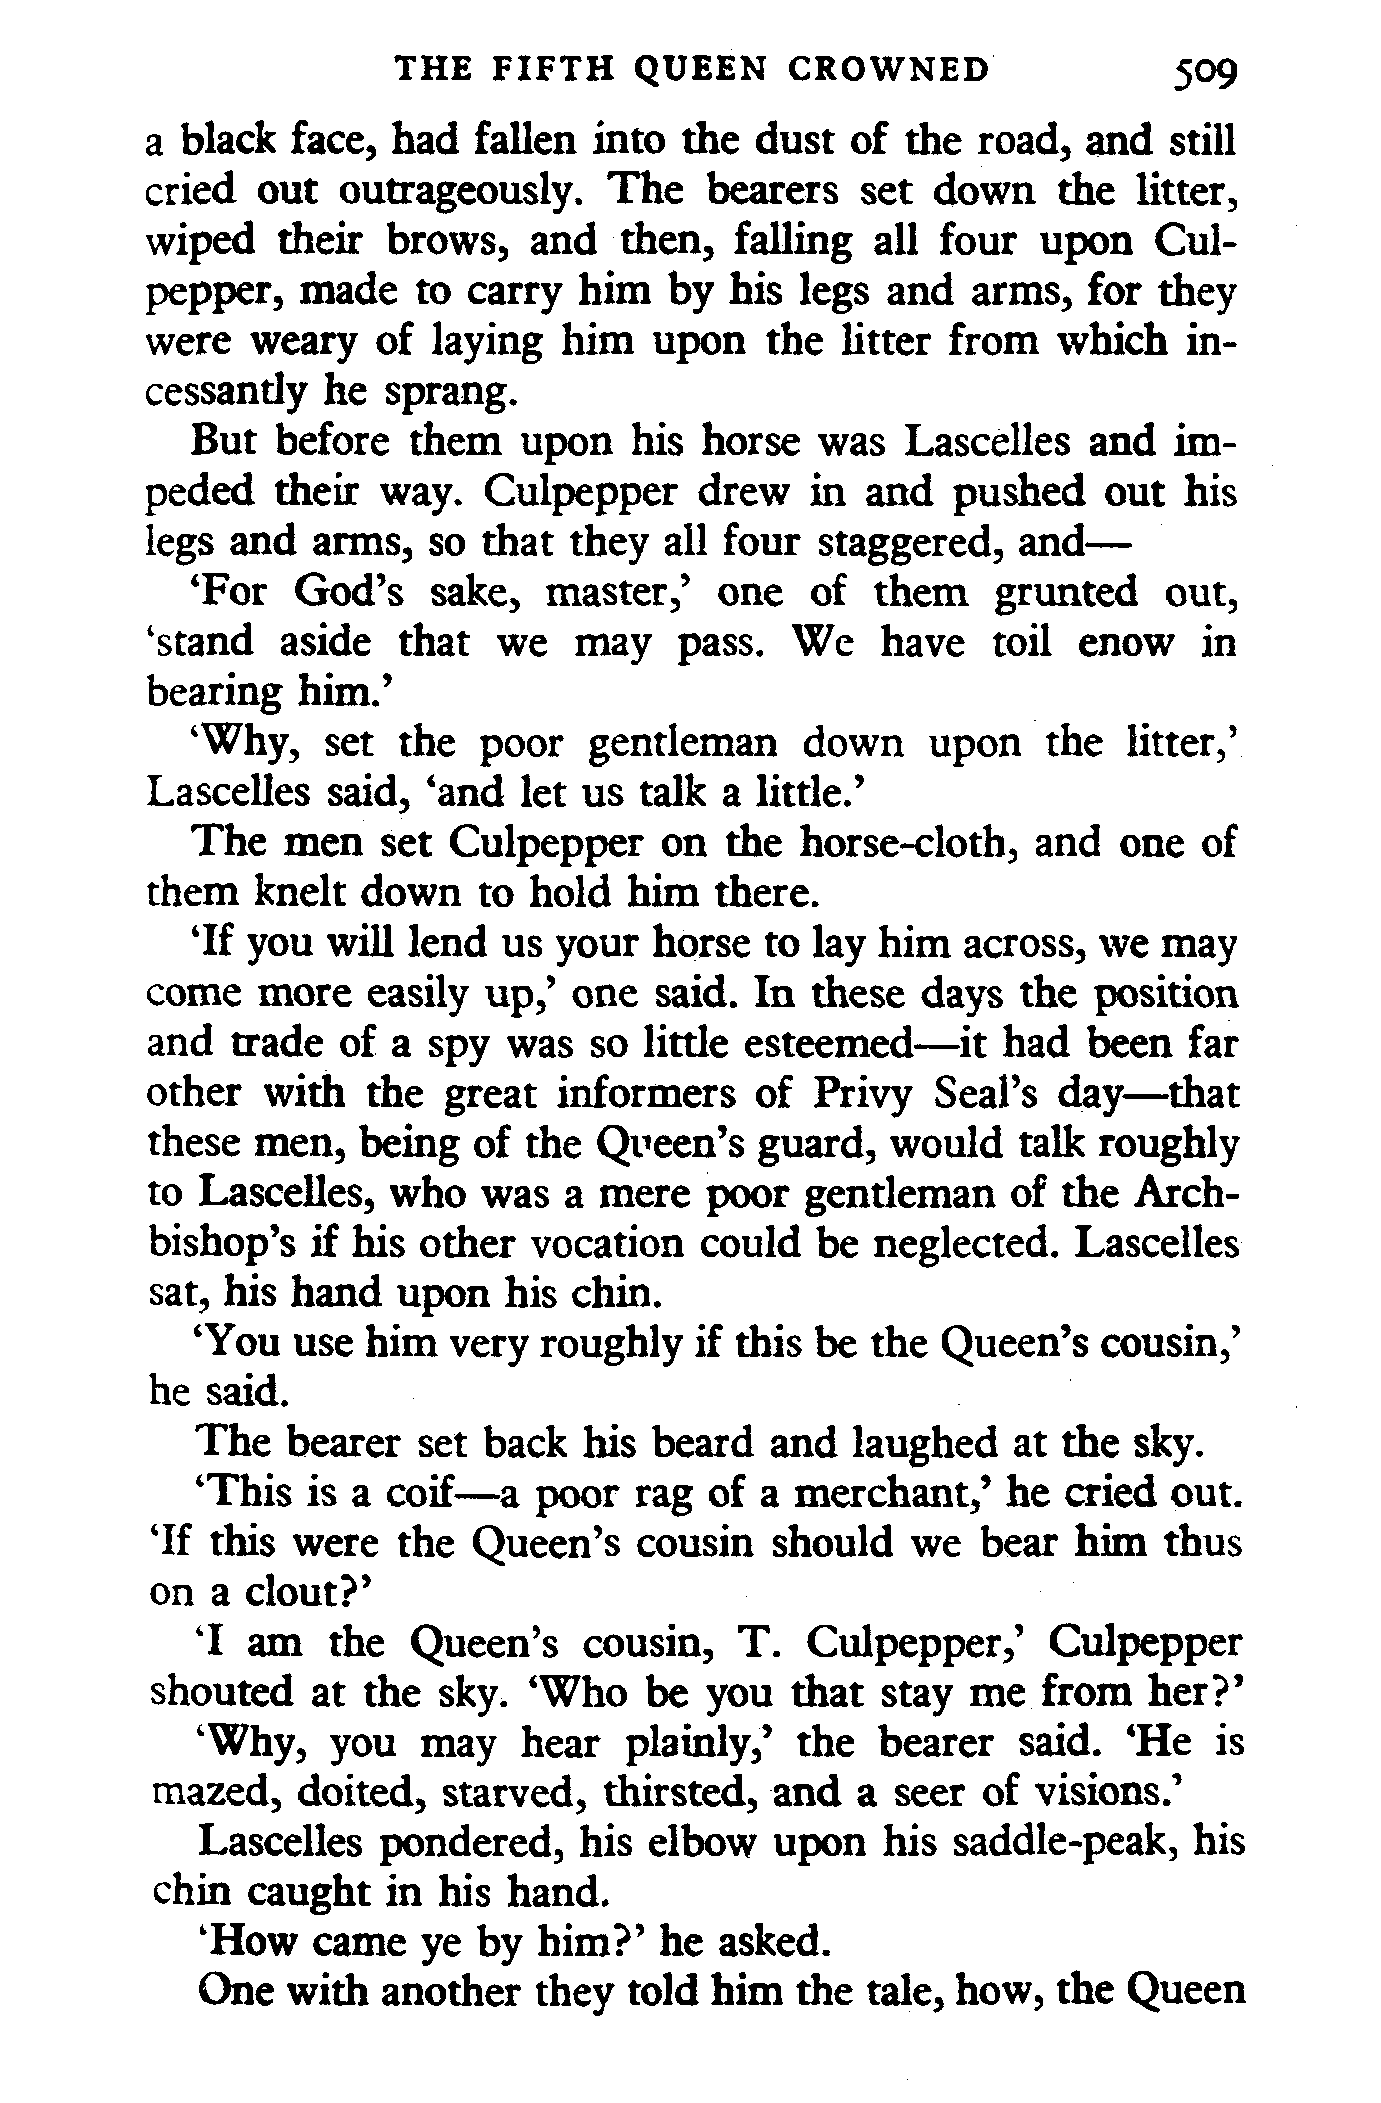 THE FIFTH QUEEN CROWNED 509
a black face, had fallen into the dust of the road, and still
cried out outrageously. The bearers set down the litter,
wiped their brows, and then, falling all four upon Cul-
pepper, made to carry him by his legs and arms, for they
were weary of laying him upon the litter from which in-
cessantly he sprang.
But before them upon his horse was Lascelles and im-
peded their way. Culpepper drew in and pushed out his
legs and arms, so that they all four staggered, and—
‘For God’s sake, master,’ one of them grunted out,
‘stand aside that we may pass. We have toil enow in
bearing him.’
‘Why, set the poor gentleman down upon the litter,’
Lascelles said, ‘and let us talk a little.’
The men set Culpepper on the horse-cloth, and one of
them knelt down to hold him there.
‘If you will lend us your horse to lay him across, we may
come more easily up,’ one said. In these days the position
and trade of a spy was so little esteemed—it had been far
other with the great informers of Privy Seal’s day—that
these men, being of the Queen’s guard, would talk roughly
to Lascelles, who was a mere poor gentleman of the Arch-
bishop’s if his other vocation could be neglected. Lascelles
sat, his hand upon his chin.
‘You use him very roughly if this be the Queen’s cousin,’
he said.
The bearer set back his beard and laughed at the sky.
‘This is a coif—a poor rag of a merchant,’ he cried out.
‘If this were the Queen’s cousin should we bear him thus
on a clout?’
‘I am the Queen’s cousin, T. Culpepper,’ Culpepper
shouted at the sky. ‘Who be you that stay me from her?’
‘Why, you may hear plainly,’ the bearer said. ‘He is
mazed, doited, starved, thirsted, and a seer of visions.’
Lascelles pondered, his elbow upon his saddle-peak, his
chin caught in his hand.
‘How came ye by him?’ he asked.
One with another they told him the tale, how, the Queen